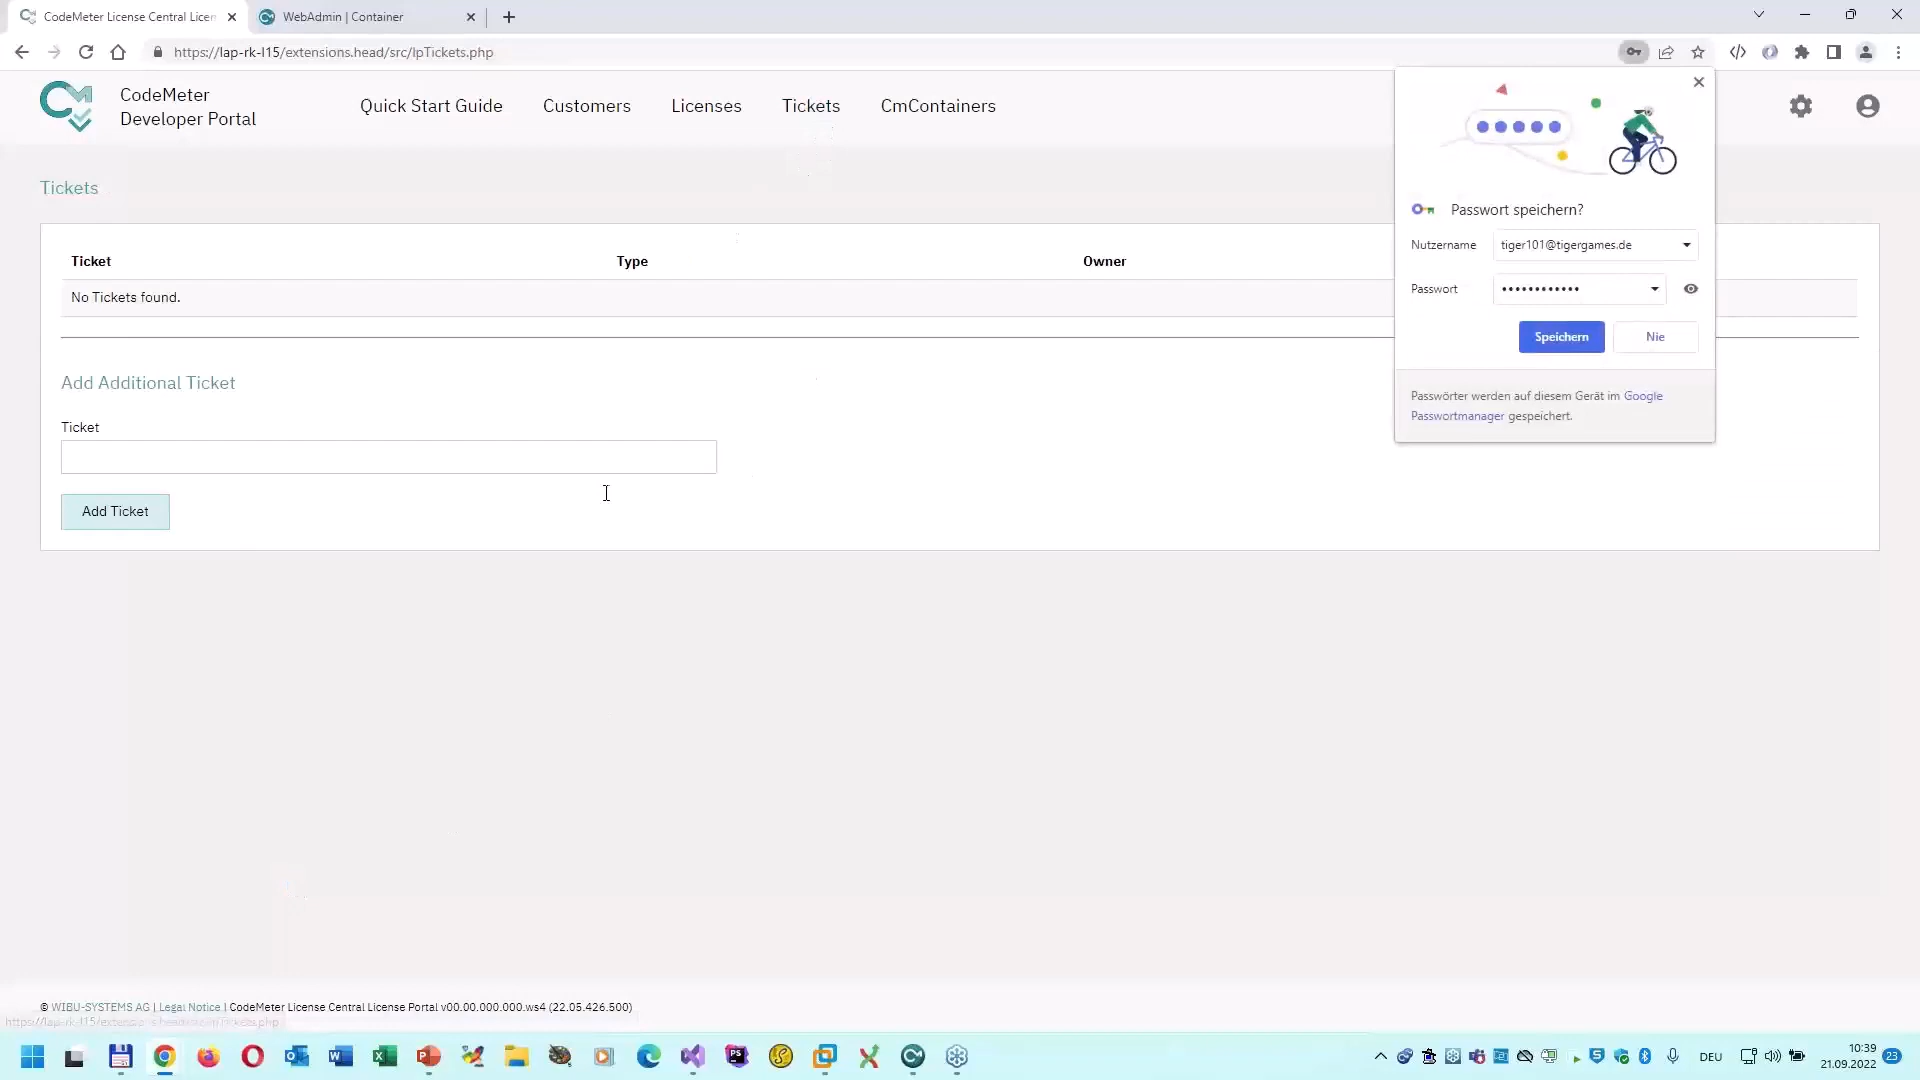 CodeMeter License Central Licen
WebAdmin | Container
https://lap-rk-l15/extensions.head/src/lpTickets.php
CodeMeter
Developer Portal
Quick Start Guide
Customers
Licenses
Tickets
CmContainers
Passwort speichern?
Nutzername
tiger101@tigergames.de
Passwort
••••••••••••
Speichern
Nie
Passwörter werden auf diesem Gerät im Google
Passwortmanager gespeichert.
Tickets
Ticket
Type
Owner
No Tickets found.
Add Additional Ticket
Ticket
Add Ticket
© WIBU-SYSTEMS AG | Legal Notice | CodeMeter License Central License Portal v00.00.000.000.ws4 (22.05.426.500)
DEU
10:39
21.09.2022
23